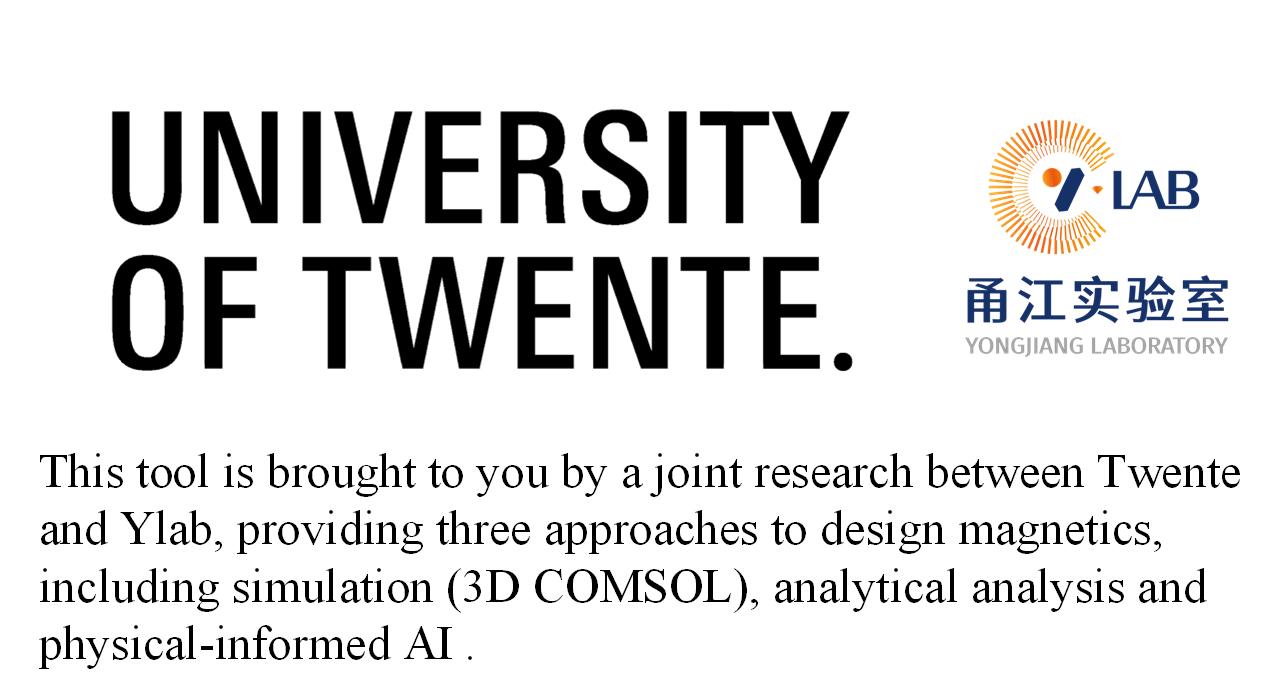 UNIVERSITY
OF TWENTE.
Y·LAB
甬江实验室
YONGJIANG LABORATORY
This tool is brought to you by a joint research between Twente
and Ylab, providing three approaches to design magnetics,
including simulation (3D COMSOL), analytical analysis and
physical-informed AI .